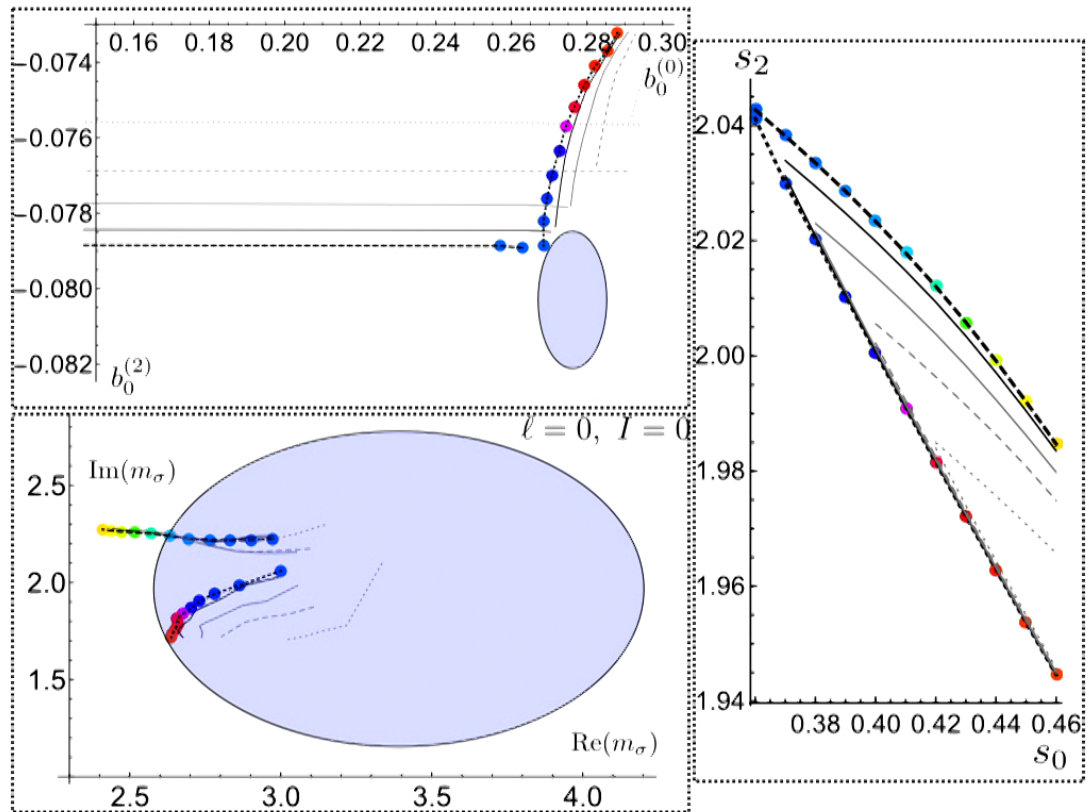 0.16 0.18 0.20 0.22 0.24 0.26 0.28 0.30
−0.074
−0.076
−0.078
−0.080
−0.082
b_0^{(0)}
b_0^{(2)}
ℓ = 0, I = 0
Im(m_σ)
2.5
2.0
1.5
Re(m_σ)
2.5 3.0 3.5 4.0
s_2
2.04
2.02
2.00
1.98
1.96
1.94
0.38 0.40 0.42 0.44 0.46
s_0